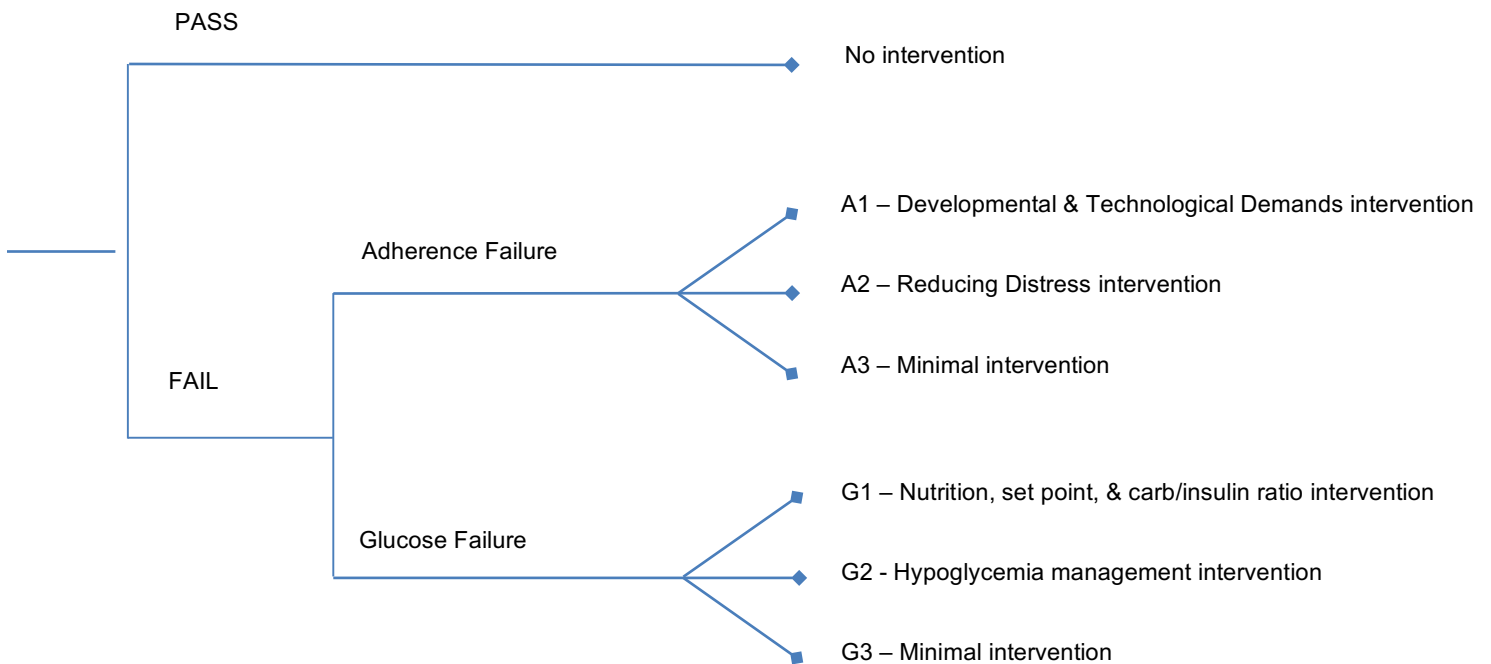 PASS
No intervention
A1 – Developmental & Technological Demands intervention
Adherence Failure
A2 – Reducing Distress intervention
A3 – Minimal intervention
FAIL
G1 – Nutrition, set point, & carb/insulin ratio intervention
Glucose Failure
G2 - Hypoglycemia management intervention
G3 – Minimal intervention